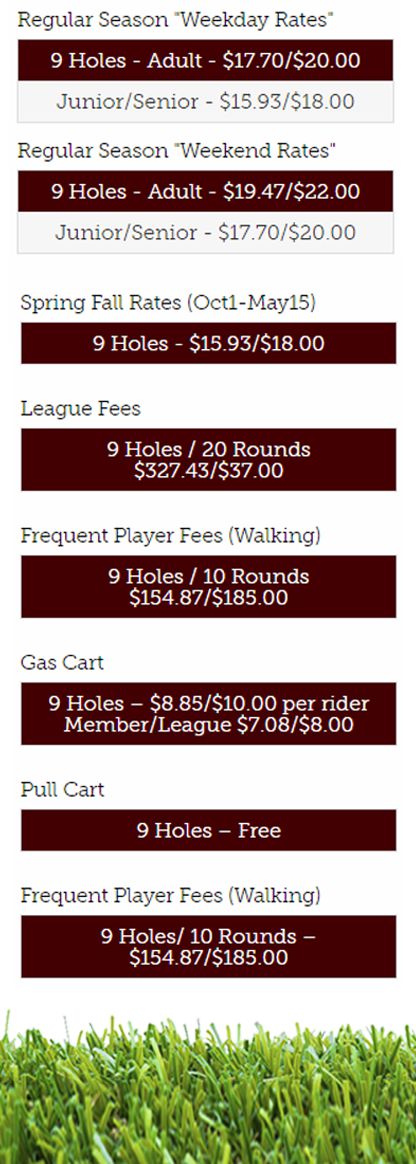 Regular Season "Weekday Rates"
9 Holes - Adult - $17.70/$20.00
Junior/Senior - $15.93/$18.00
Regular Season "Weekend Rates"
9 Holes - Adult - $19.47/$22.00
Junior/Senior - $17.70/$20.00
Spring Fall Rates (Oct1-May15)
9 Holes - $15.93/$18.00
League Fees
9 Holes / 20 Rounds
$327.43/$37.00
Frequent Player Fees (Walking)
9 Holes / 10 Rounds
$154.87/$185.00
Gas Cart
9 Holes – $8.85/$10.00 per rider
Member/League $7.08/$8.00
Pull Cart
9 Holes – Free
Frequent Player Fees (Walking)
9 Holes/ 10 Rounds –
$154.87/$185.00